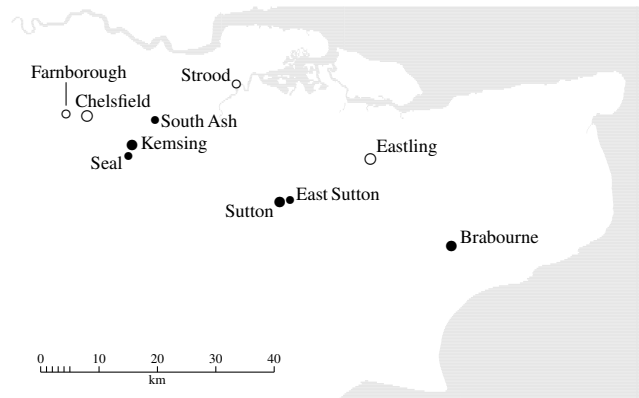 Strood
Farnborough
Chelsfield
South Ash
Kemsing
Seal
Eastling
East Sutton
Sutton
Brabourne
0 10 20 30 40
km